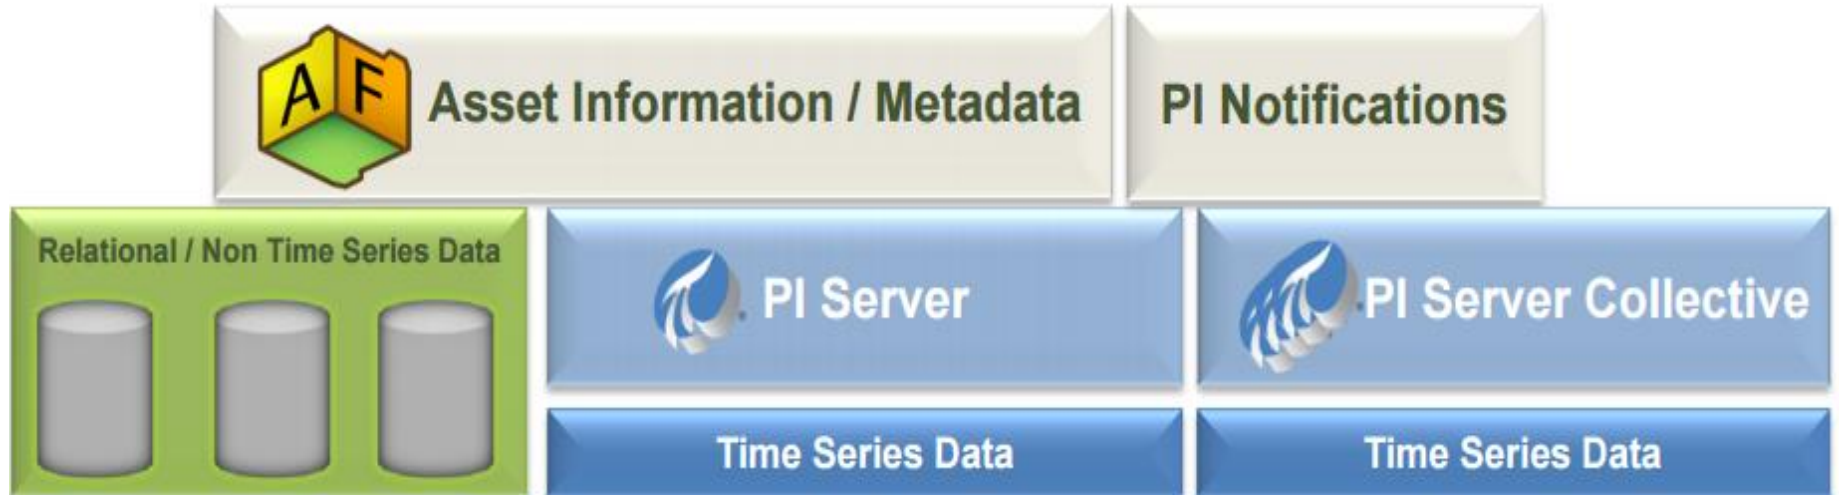 AF
Asset Information / Metadata
PI Notifications
Relational / Non Time Series Data
PI Server
PI Server Collective
Time Series Data
Time Series Data